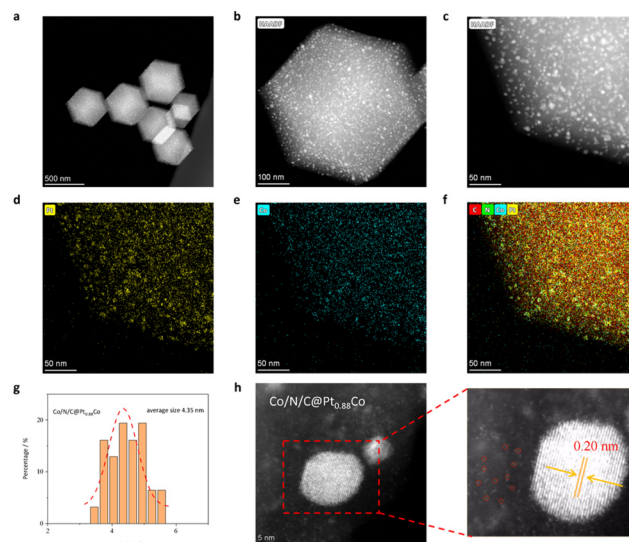 a
500 nm
b
HAADF
100 nm
c
HAADF
50 nm
d
Pt
50 nm
e
Co
50 nm
f
C N Co Pt
50 nm
g
Co/N/C@Pt0.88Co
average size 4.35 nm
Percentage / %
20
10
0
2
4
6
h
Co/N/C@Pt0.88Co
5 nm
0.20 nm